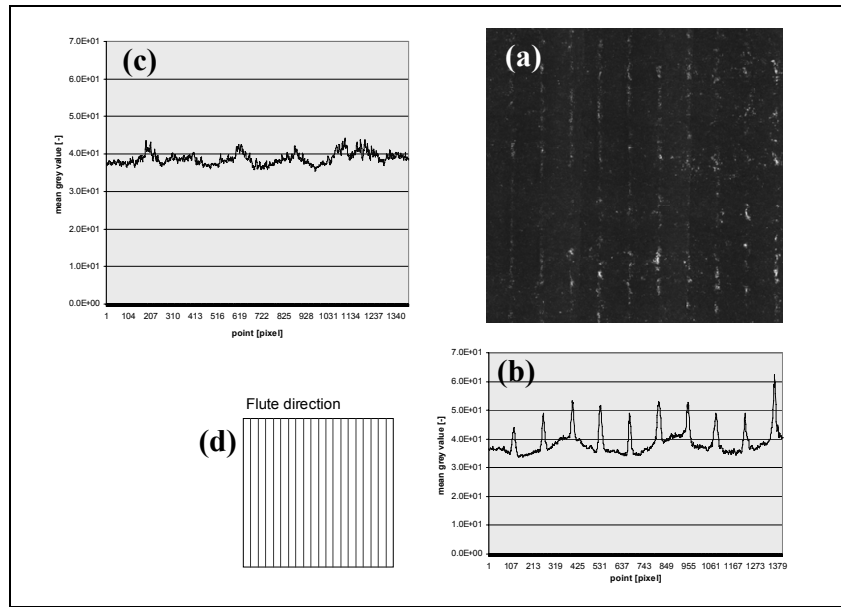 (c)
7.0E+01
6.0E+01
5.0E+01
4.0E+01
3.0E+01
2.0E+01
1.0E+01
0.0E+00
mean grey value [-]
1 104 207 310 413 516 619 722 825 928 1031 1134 1237 1340
point [pixel]
(a)
(b)
7.0E+01
6.0E+01
5.0E+01
4.0E+01
3.0E+01
2.0E+01
1.0E+01
0.0E+00
mean grey value [-]
1 107 213 319 425 531 637 743 849 955 1061 1167 1273 1379
point [pixel]
Flute direction
(d)